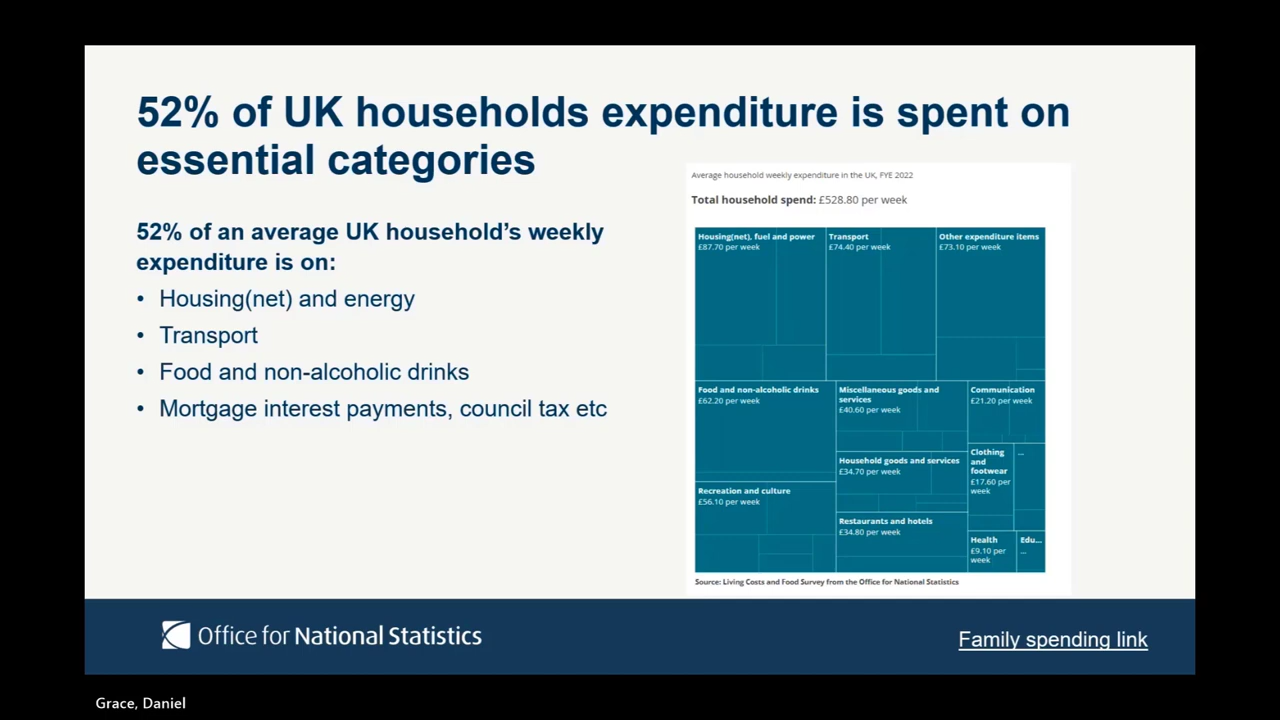 52% of UK households expenditure is spent on
essential categories
52% of an average UK household’s weekly
expenditure is on:
• Housing(net) and energy
• Transport
• Food and non-alcoholic drinks
• Mortgage interest payments, council tax etc
Average household weekly expenditure in the UK, FYE 2022
Total household spend: £528.80 per week
Housing(net), fuel and power
£87.70 per week
Transport
£74.40 per week
Other expenditure items
£73.10 per week
Food and non-alcoholic drinks
£62.20 per week
Miscellaneous goods and
services
£40.60 per week
Communication
£21.20 per week
Household goods and services
£34.70 per week
Clothing
and
footwear
£17.60 per
week
...
Recreation and culture
£56.10 per week
Restaurants and hotels
£34.80 per week
Health
£9.10 per
week
Edu...
...
Source: Living Costs and Food Survey from the Office for National Statistics
Office for National Statistics
Family spending link
Grace, Daniel